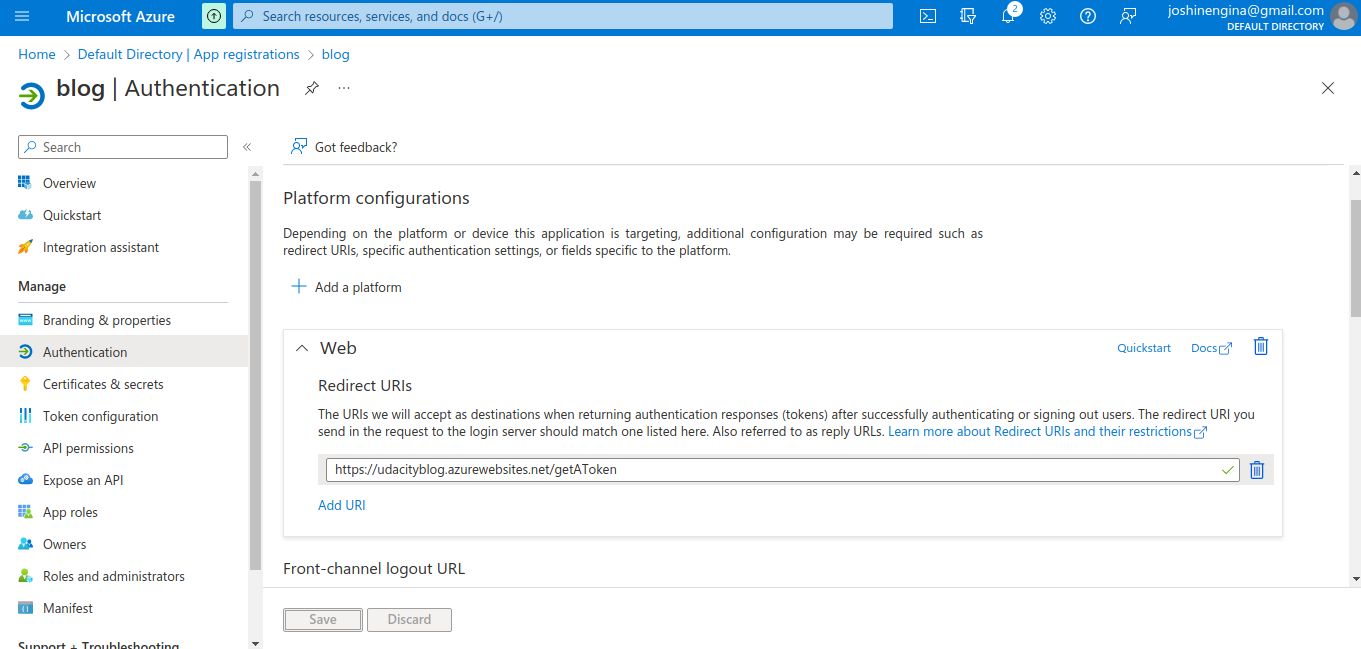 Microsoft Azure
Search resources, services, and docs (G+/)
2
joshinengina@gmail.com
DEFAULT DIRECTORY
Home > Default Directory | App registrations > blog
blog | Authentication
...
Search
«
Got feedback?
Overview
Quickstart
Integration assistant
Manage
Branding & properties
Authentication
Certificates & secrets
Token configuration
API permissions
Expose an API
App roles
Owners
Roles and administrators
Manifest
Support + Troubleshooting
Platform configurations
Depending on the platform or device this application is targeting, additional configuration may be required such as
redirect URIs, specific authentication settings, or fields specific to the platform.
Add a platform
Web
Quickstart
Docs
Redirect URIs
The URIs we will accept as destinations when returning authentication responses (tokens) after successfully authenticating or signing out users. The redirect URI you
send in the request to the login server should match one listed here. Also referred to as reply URLs. Learn more about Redirect URIs and their restrictions
https://udacityblog.azurewebsites.net/getAToken
Add URI
Front-channel logout URL
Save
Discard